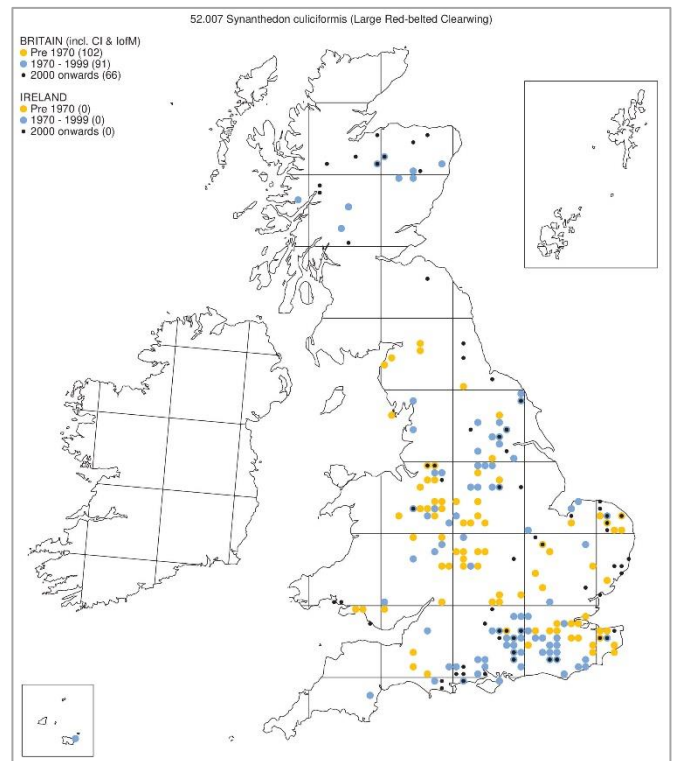 52.007 Synanthedon culiciformis (Large Red-belted Clearwing)
BRITAIN (incl. CI & IofM)
Pre 1970 (102)
1970 - 1999 (91)
2000 onwards (66)
IRELAND
Pre 1970 (0)
1970 - 1999 (0)
2000 onwards (0)